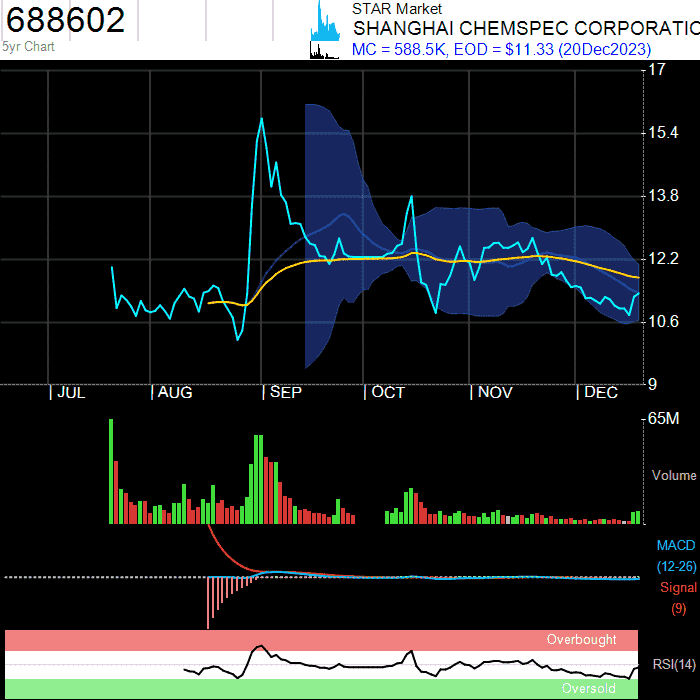 688602
5yr Chart
STAR Market
SHANGHAI CHEMSPEC CORPORATIO
MC = 588.5K, EOD = $11.33 (20Dec2023)
17
15.4
13.8
12.2
10.6
9
JUL
AUG
SEP
OCT
NOV
DEC
65M
Volume
MACD
(12-26)
Signal
(9)
Overbought
RSI(14)
Oversold